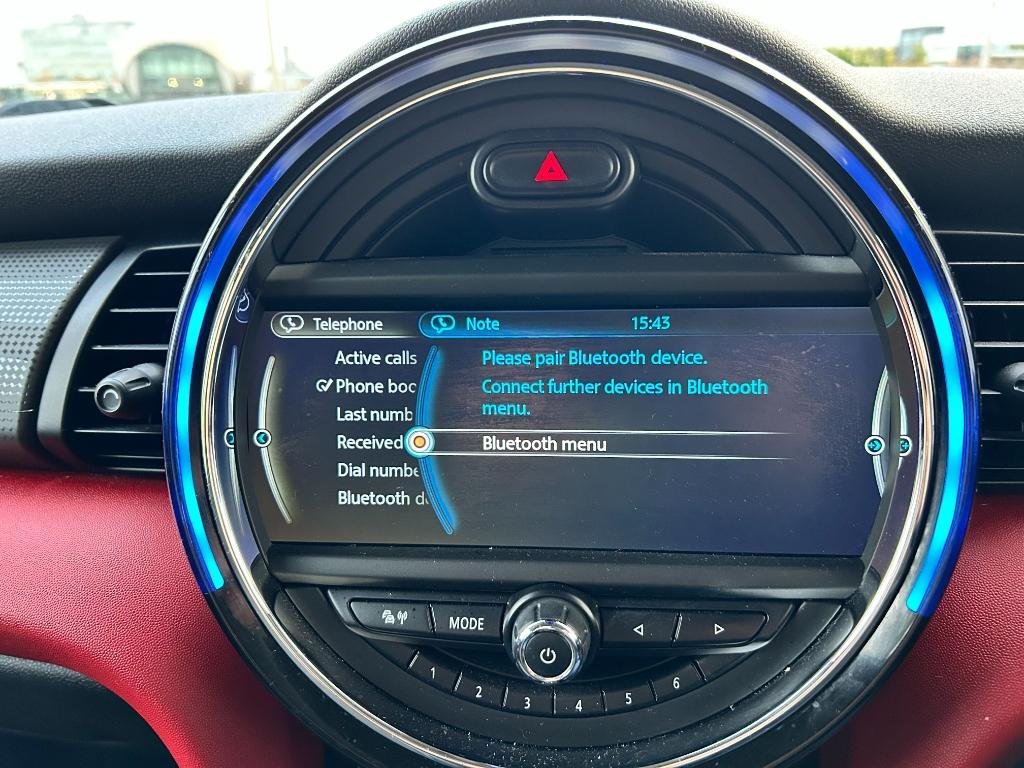 Telephone
Note
15:43
Active calls
Phone boo
Last numb
Received
Dial numbe
Bluetooth d
Please pair Bluetooth device.
Connect further devices in Bluetooth
menu.
Bluetooth menu
MODE
1
2
3
4
5
6